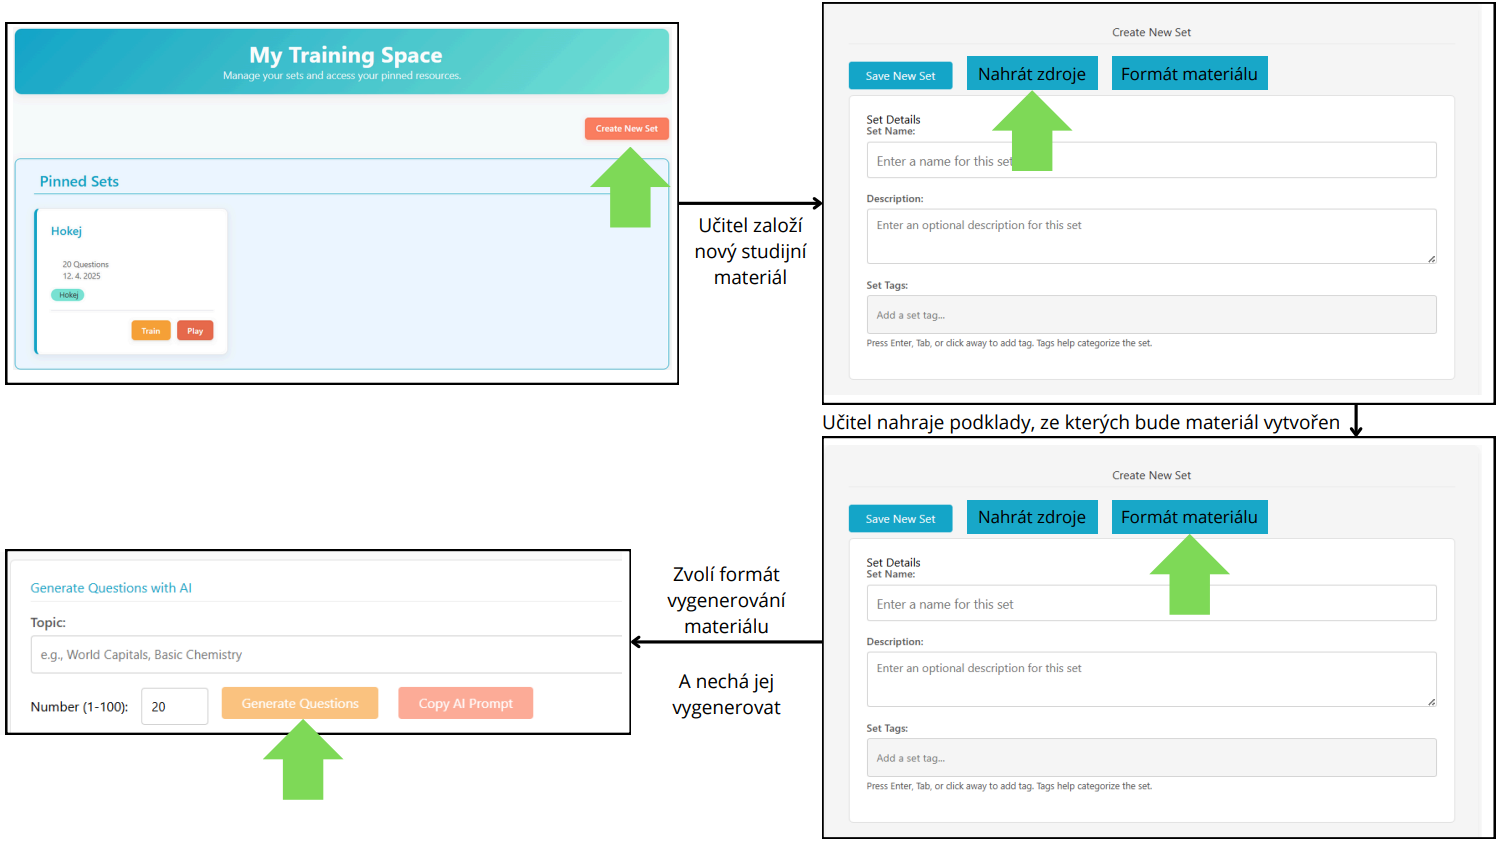 My Training Space
Manage your sets and access your pinned resources.
Create New Set
Pinned Sets
Hokej
20 Questions
12. 4. 2025
Hokej
Train
Play
Učitel založí
nový studijní
materiál
Create New Set
Save New Set
Nahrát zdroje
Formát materiálu
Set Details
Set Name:
Enter a name for this set
Description:
Enter an optional description for this set
Set Tags:
Add a set tag...
Press Enter, Tab, or click away to add tag. Tags help categorize the set.
Učitel nahraje podklady, ze kterých bude materiál vytvořen
Create New Set
Save New Set
Nahrát zdroje
Formát materiálu
Set Details
Set Name:
Enter a name for this set
Description:
Enter an optional description for this set
Set Tags:
Add a set tag...
Press Enter, Tab, or click away to add tag. Tags help categorize the set.
Zvolí formát
vygenerování
materiálu
A nechá jej
vygenerovat
Generate Questions with AI
Topic:
e.g., World Capitals, Basic Chemistry
Number (1-100):
20
Generate Questions
Copy AI Prompt